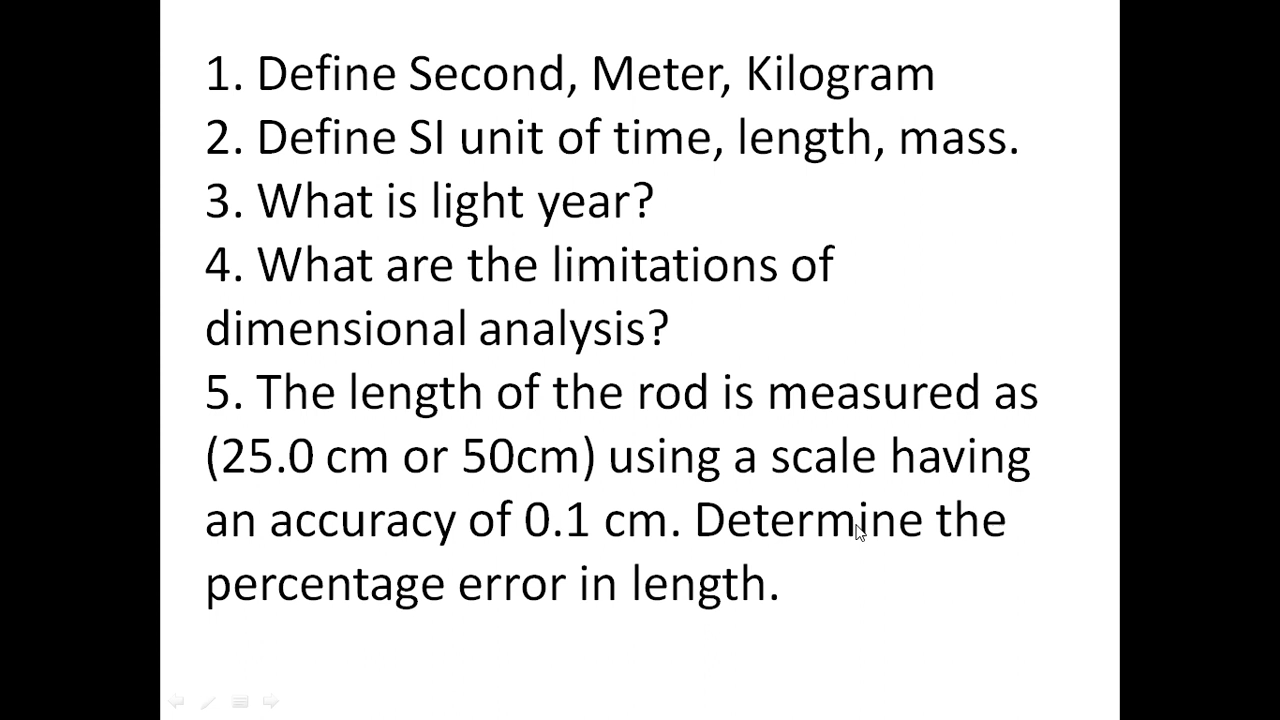 1. Define Second, Meter, Kilogram
2. Define SI unit of time, length, mass.
3. What is light year?
4. What are the limitations of
dimensional analysis?
5. The length of the rod is measured as
(25.0 cm or 50cm) using a scale having
an accuracy of 0.1 cm. Determine the
percentage error in length.